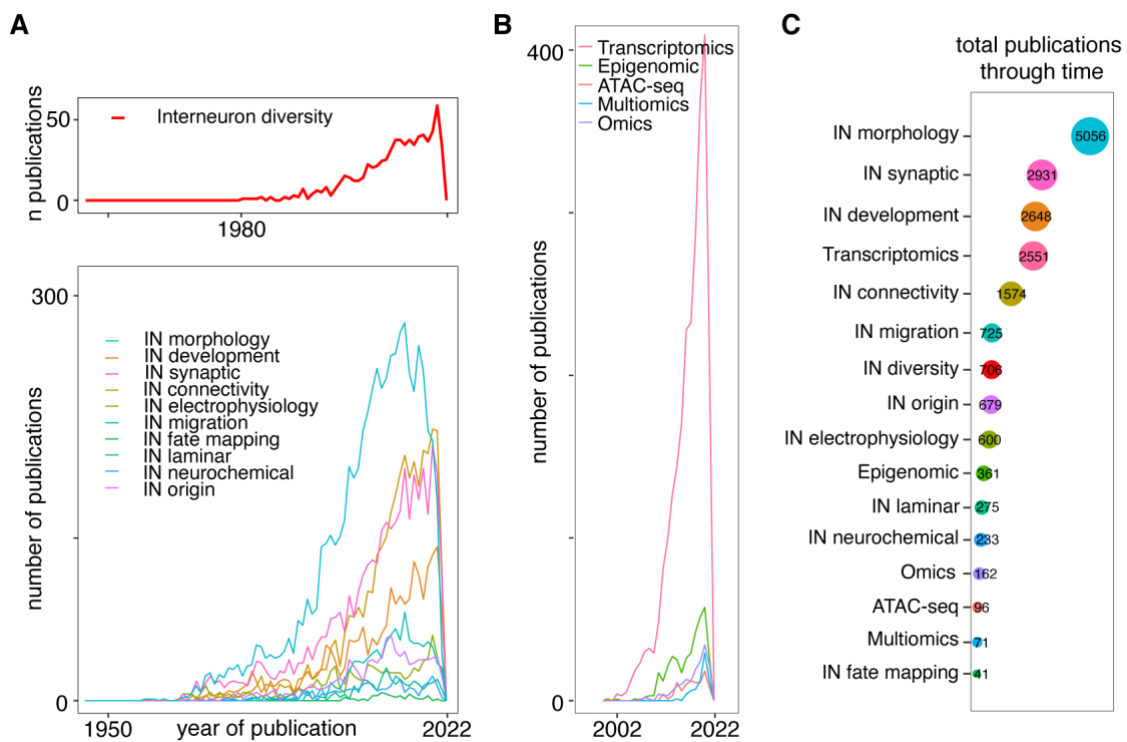 A
n publications
50
0
Interneuron diversity
1980
number of publications
300
0
IN morphology
IN development
IN synaptic
IN connectivity
IN electrophysiology
IN migration
IN fate mapping
IN laminar
IN neurochemical
IN origin
1950
year of publication
2022
B
number of publications
400
0
Transcriptomics
Epigenomic
ATAC-seq
Multiomics
Omics
2002
2022
C
total publications
through time
IN morphology 5056
IN synaptic 2931
IN development 2648
Transcriptomics 2551
IN connectivity 1574
IN migration 725
IN diversity 706
IN origin 679
IN electrophysiology 600
Epigenomic 361
IN laminar 275
IN neurochemical 233
Omics 162
ATAC-seq 96
Multiomics 71
IN fate mapping 41